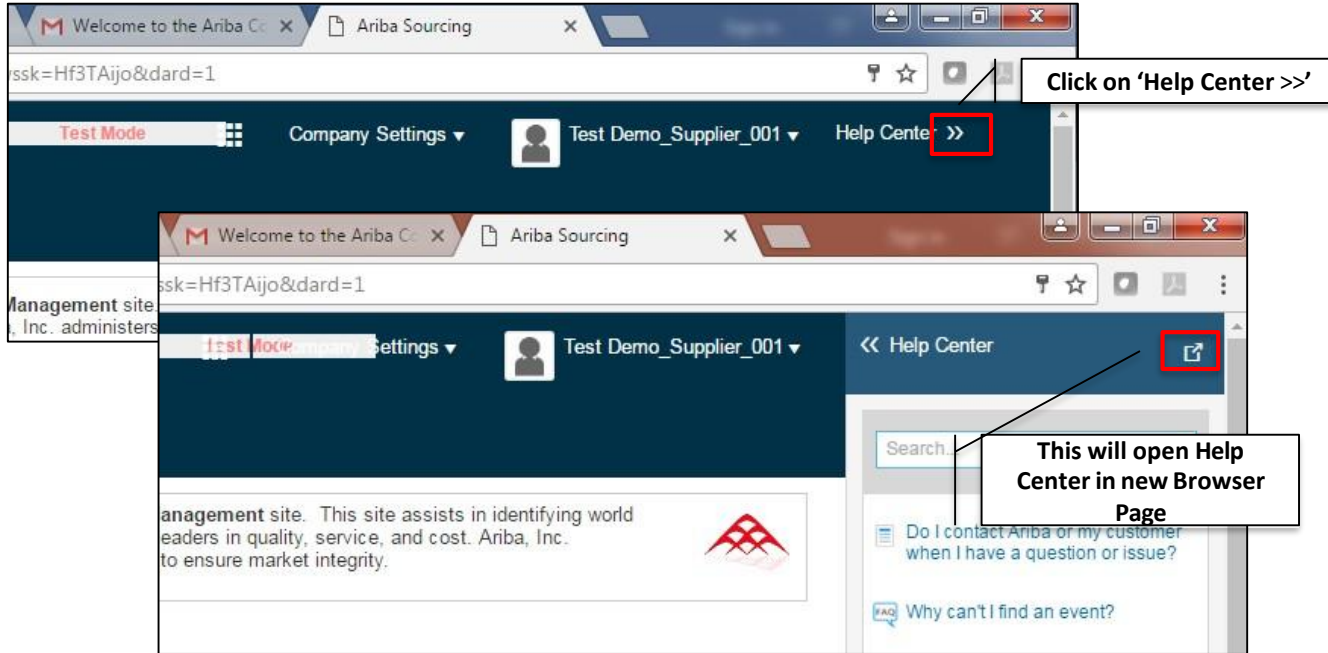 Welcome to the Ariba Co
Ariba Sourcing
ssk=Hf3TAijo&dard=1
Click on ‘Help Center >>’
Test Mode
Company Settings
Test Demo_Supplier_001
Help Center >>
Management site.
, Inc. administers
Welcome to the Ariba Co
Ariba Sourcing
ssk=Hf3TAijo&dard=1
Test Mode
Settings
Test Demo_Supplier_001
<< Help Center
Search...
This will open Help
Center in new Browser
Page
anagement site. This site assists in identifying world
eaders in quality, service, and cost. Ariba, Inc.
to ensure market integrity.
Do I contact Ariba or my customer
when I have a question or issue?
FAQ Why can't I find an event?